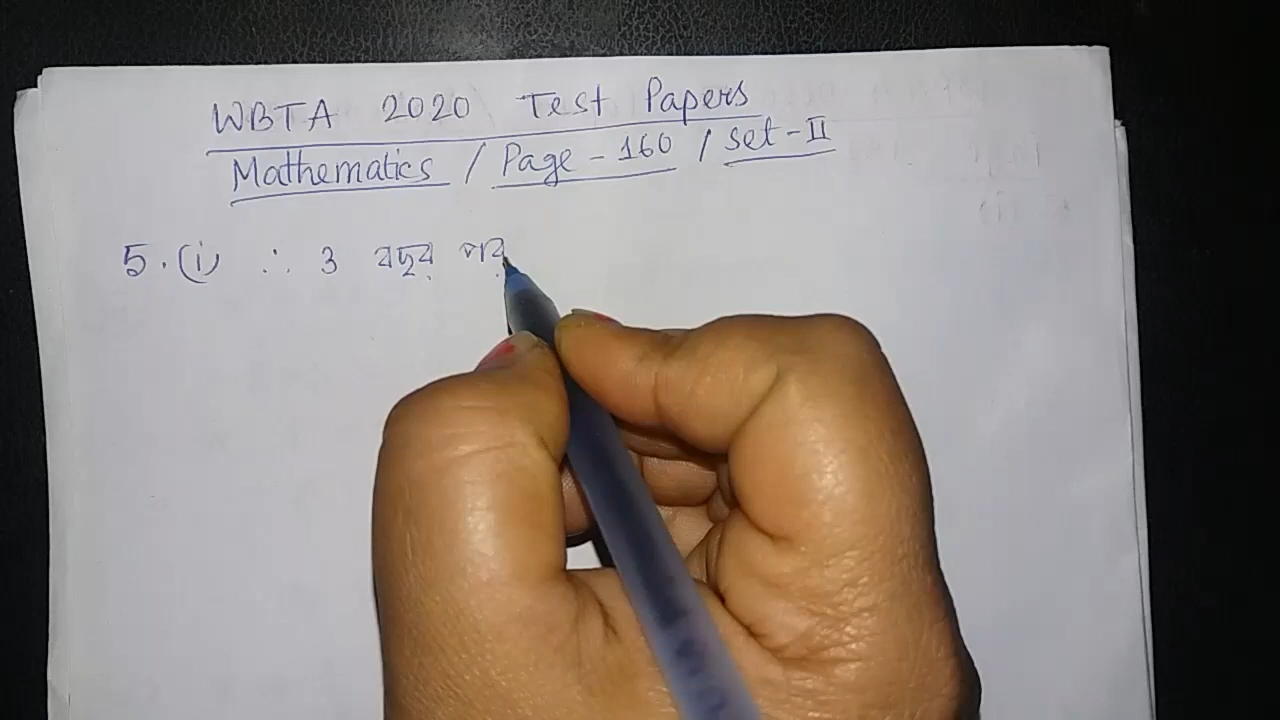 WBTA 2020 Test Papers
Mathematics / Page - 160 / Set - II
5. (i) ∴ 3 বছর পর